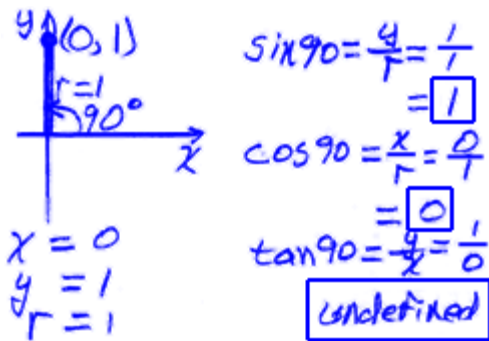 y
(0,1)
r=1
90°
x
x = 0
y = 1
r = 1
sin90 = y/r = 1/1
= 1
cos90 = x/r = 0/1
= 0
tan90 = y/x = 1/0
undefined